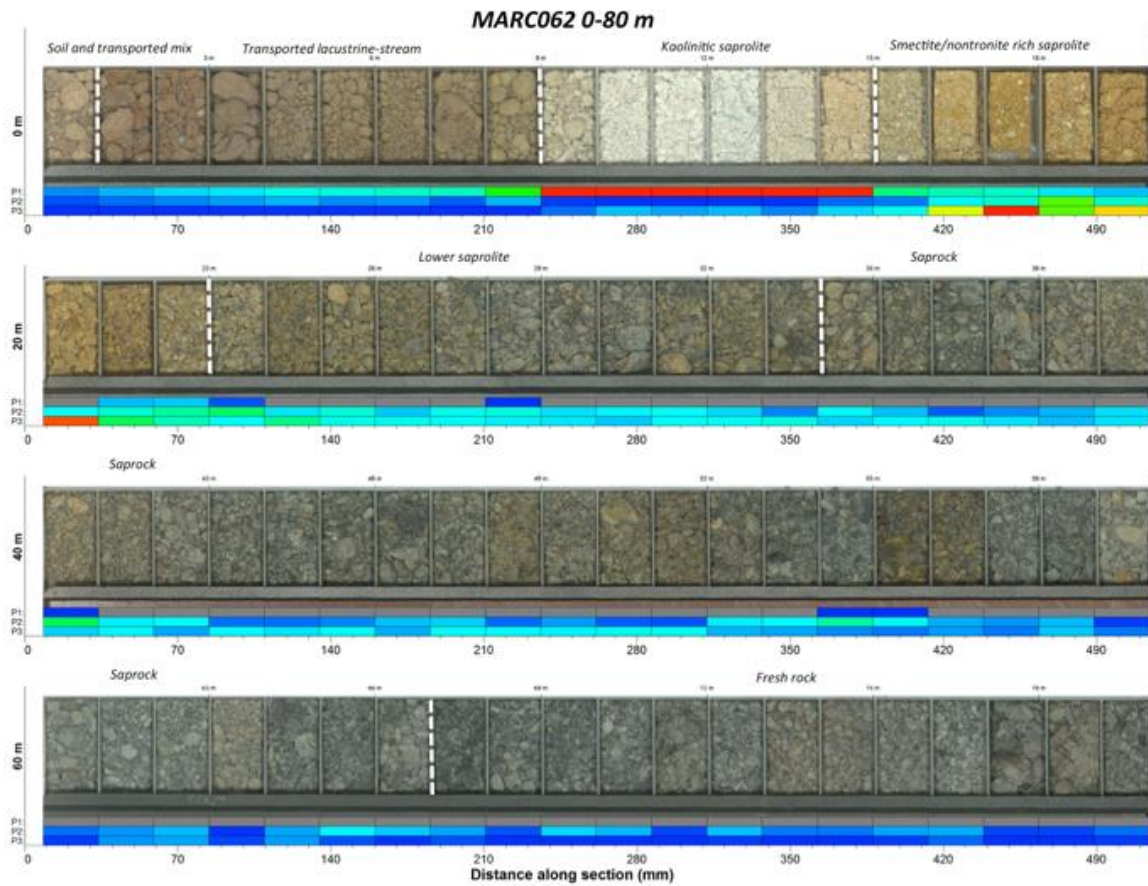 MARC062 0-80 m
Soil and transported mix Transported lacustrine-stream Kaolinitic saprolite Smectite/nontronite rich saprolite
0 m
P1:
P2:
P3:
0 70 140 210 280 350 420 490
Lower saprolite Saprock
20 m
P1:
P2:
P3:
0 70 140 210 280 350 420 490
Saprock
40 m
P1:
P2:
P3:
0 70 140 210 280 350 420 490
Saprock Fresh rock
60 m
P1:
P2:
P3:
0 70 140 210 280 350 420 490
Distance along section (mm)